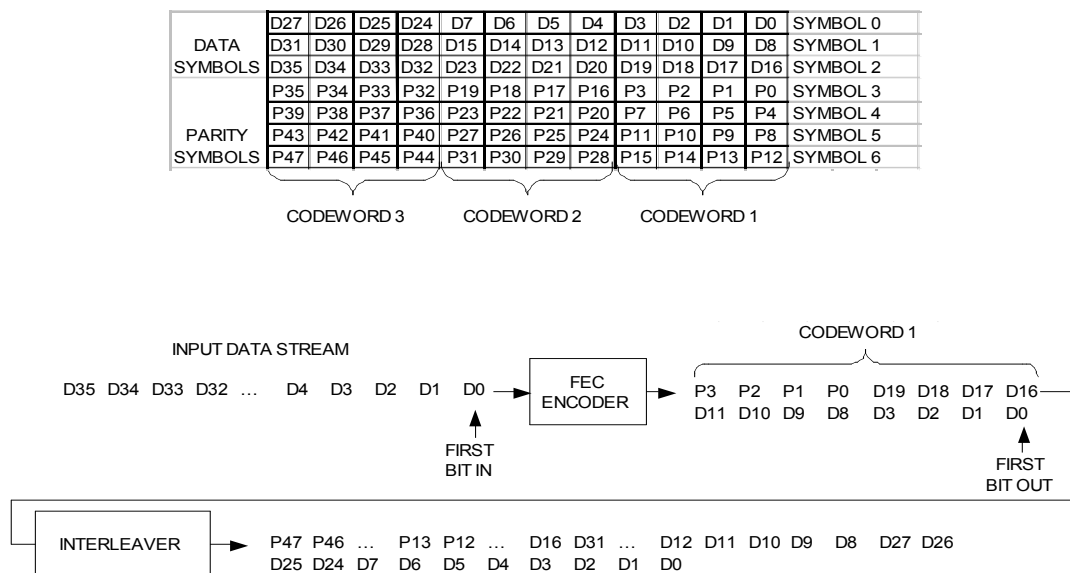 D27 D26 D25 D24 D7 D6 D5 D4 D3 D2 D1 D0 SYMBOL 0
DATA D31 D30 D29 D28 D15 D14 D13 D12 D11 D10 D9 D8 SYMBOL 1
SYMBOLS D35 D34 D33 D32 D23 D22 D21 D20 D19 D18 D17 D16 SYMBOL 2
P35 P34 P33 P32 P19 P18 P17 P16 P3 P2 P1 P0 SYMBOL 3
P39 P38 P37 P36 P23 P22 P21 P20 P7 P6 P5 P4 SYMBOL 4
PARITY P43 P42 P41 P40 P27 P26 P25 P24 P11 P10 P9 P8 SYMBOL 5
SYMBOLS P47 P46 P45 P44 P31 P30 P29 P28 P15 P14 P13 P12 SYMBOL 6
CODEWORD 3 CODEWORD 2 CODEWORD 1
CODEWORD 1
INPUT DATA STREAM
D35 D34 D33 D32 ... D4 D3 D2 D1 D0
FEC
ENCODER
P3 P2 P1 P0 D19 D18 D17 D16
D11 D10 D9 D8 D3 D2 D1 D0
FIRST
BIT IN
FIRST
BIT OUT
INTERLEAVER
P47 P46 ... P13 P12 ... D16 D31 ... D12 D11 D10 D9 D8 D27 D26
D25 D24 D7 D6 D5 D4 D3 D2 D1 D0